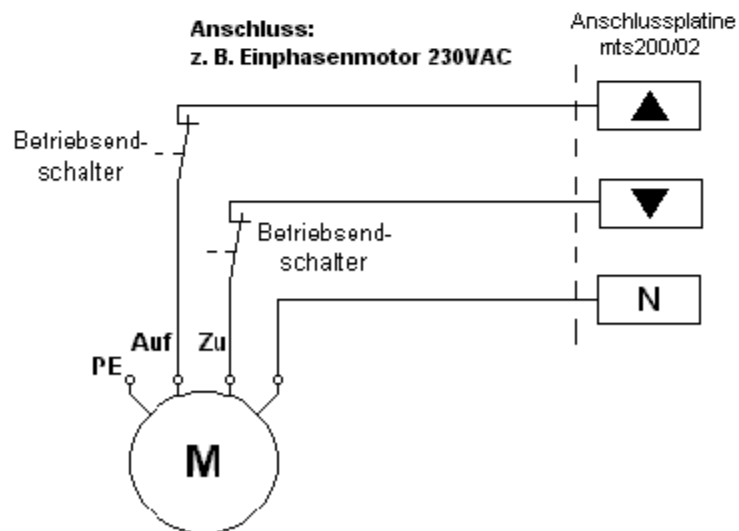 Anschluss:
z. B. Einphasenmotor 230VAC
Anschlussplatine
mts200/02
Betriebsend-
schalter
Betriebsend-
schalter
N
Auf
Zu
PE
M